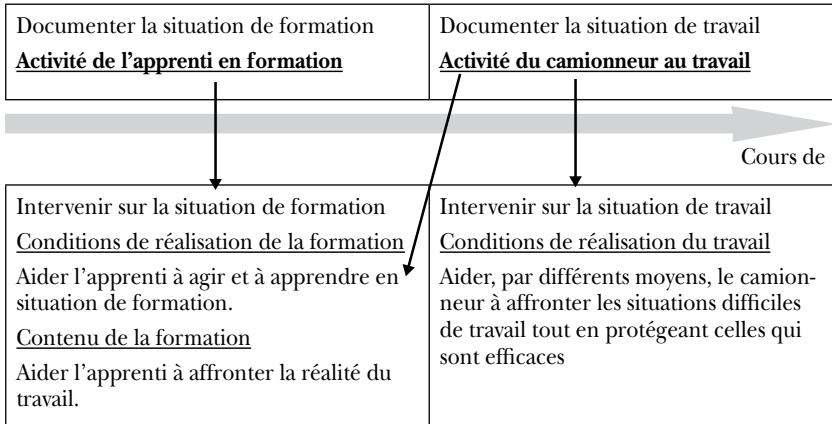 Documenter la situation de formation
Activité de l’apprenti en formation
Documenter la situation de travail
Activité du camionneur au travail
Cours de
Intervenir sur la situation de formation
Conditions de réalisation de la formation
Aider l’apprenti à agir et à apprendre en
situation de formation.
Contenu de la formation
Aider l’apprenti à affronter la réalité du
travail.
Intervenir sur la situation de travail
Conditions de réalisation du travail
Aider, par différents moyens, le camion-
neur à affronter les situations difficiles
de travail tout en protégeant celles qui
sont efficaces